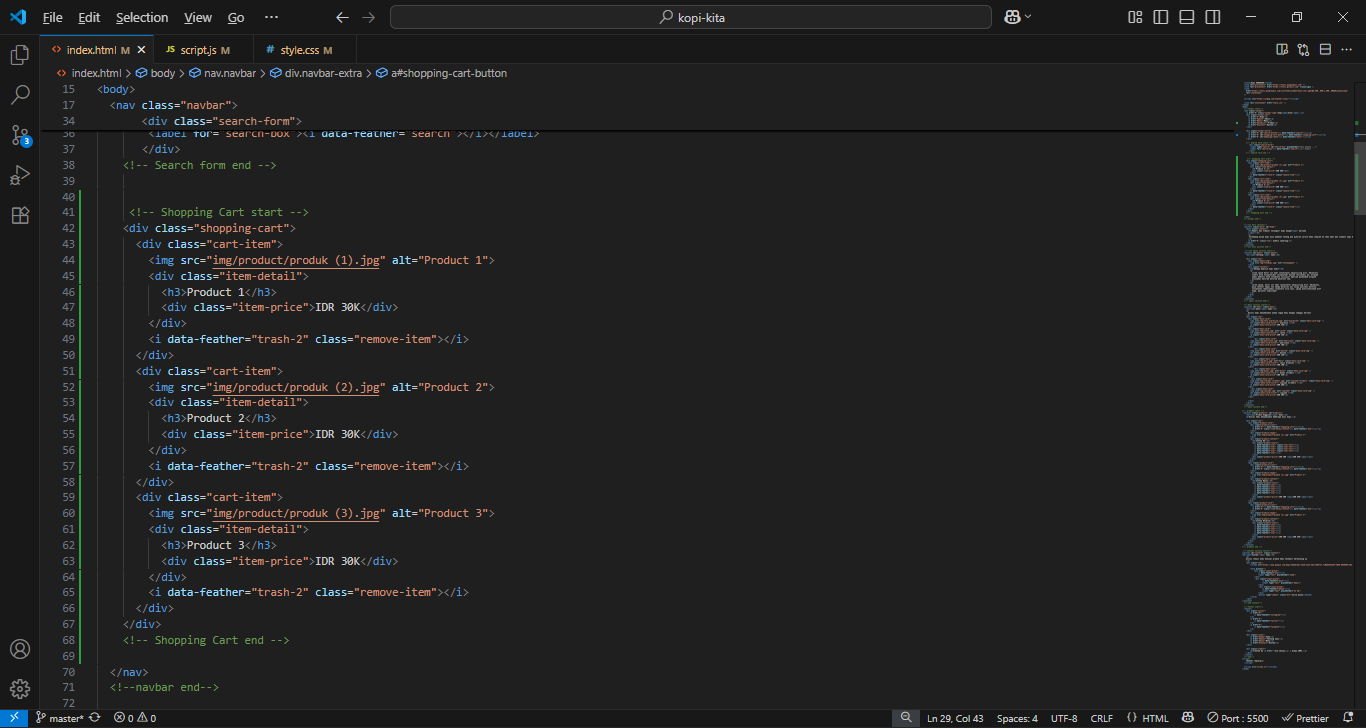 File Edit Selection View Go ··· kopi-kita
index.html M script.js M style.css M
index.html > body > nav.navbar > div.navbar-extra > a#shopping-cart-button
15 <body>
17 <nav class="navbar">
34 <div class="search-form">
36 <label for="search-box"><i data-feather="search"></i></label>
37 </div>
38 <!-- Search form end -->
39
40
41 <!-- Shopping Cart start -->
42 <div class="shopping-cart">
43 <div class="cart-item">
44 <img src="img/product/produk (1).jpg" alt="Product 1">
45 <div class="item-detail">
46 <h3>Product 1</h3>
47 <div class="item-price">IDR 30K</div>
48 </div>
49 <i data-feather="trash-2" class="remove-item"></i>
50 </div>
51 <div class="cart-item">
52 <img src="img/product/produk (2).jpg" alt="Product 2">
53 <div class="item-detail">
54 <h3>Product 2</h3>
55 <div class="item-price">IDR 30K</div>
56 </div>
57 <i data-feather="trash-2" class="remove-item"></i>
58 </div>
59 <div class="cart-item">
60 <img src="img/product/produk (3).jpg" alt="Product 3">
61 <div class="item-detail">
62 <h3>Product 3</h3>
63 <div class="item-price">IDR 30K</div>
64 </div>
65 <i data-feather="trash-2" class="remove-item"></i>
66 </div>
67 </div>
68 <!-- Shopping Cart end -->
69
70 </nav>
71 <!--navbar end-->
72
3
master* 0 0 Ln 29, Col 43 Spaces: 4 UTF-8 CRLF {} HTML Port : 5500 Prettier